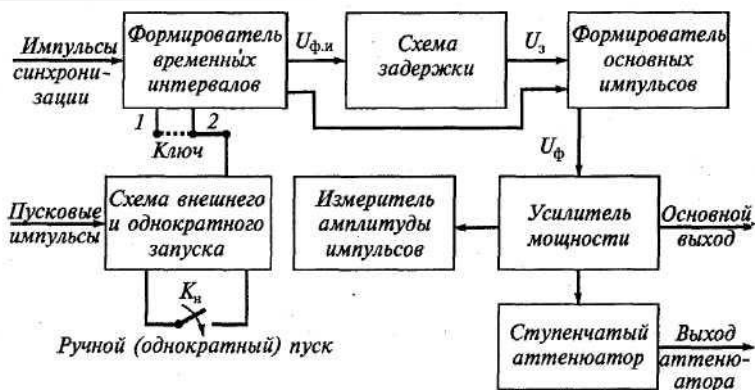 Импульсы
синхрони-
зации
Формирователь
временных
интервалов
Uф.и
Схема
задержки
Uз
Формирователь
основных
импульсов
1
2
Ключ
Uф
Пусковые
импульсы
Схема внешнего
и однократного
запуска
Измеритель
амплитуды
импульсов
Усилитель
мощности
Основной
выход
Kн
Ручной (однократный) пуск
Ступенчатый
аттенюатор
Выход
аттеню-
атора